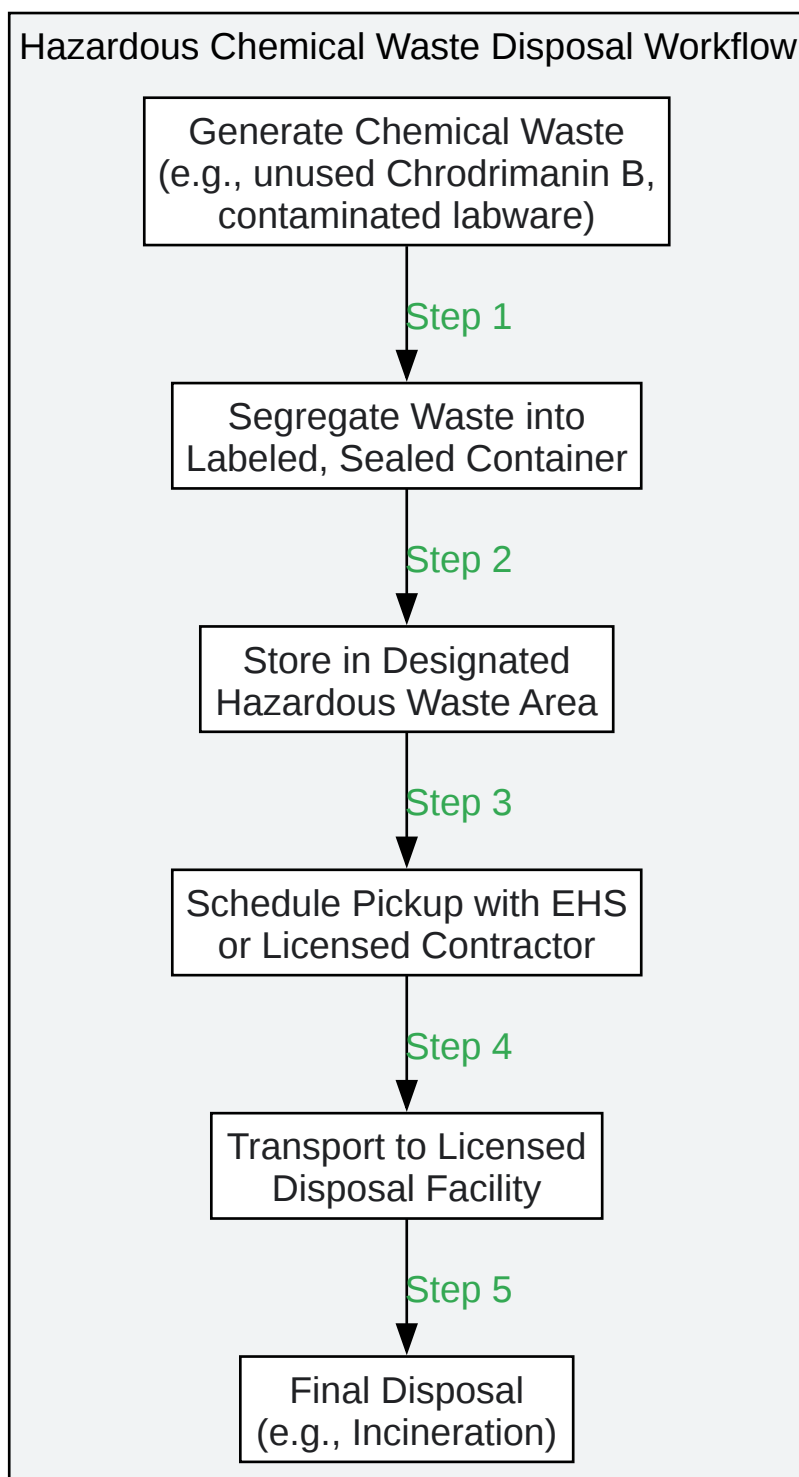 Hazardous Chemical Waste Disposal Workflow
Generate Chemical Waste
(e.g., unused Chrodrimanin B,
contaminated labware)
Step 1
Segregate Waste into
Labeled, Sealed Container
Step 2
Store in Designated
Hazardous Waste Area
Step 3
Schedule Pickup with EHS
or Licensed Contractor
Step 4
Transport to Licensed
Disposal Facility
Step 5
Final Disposal
(e.g., Incineration)